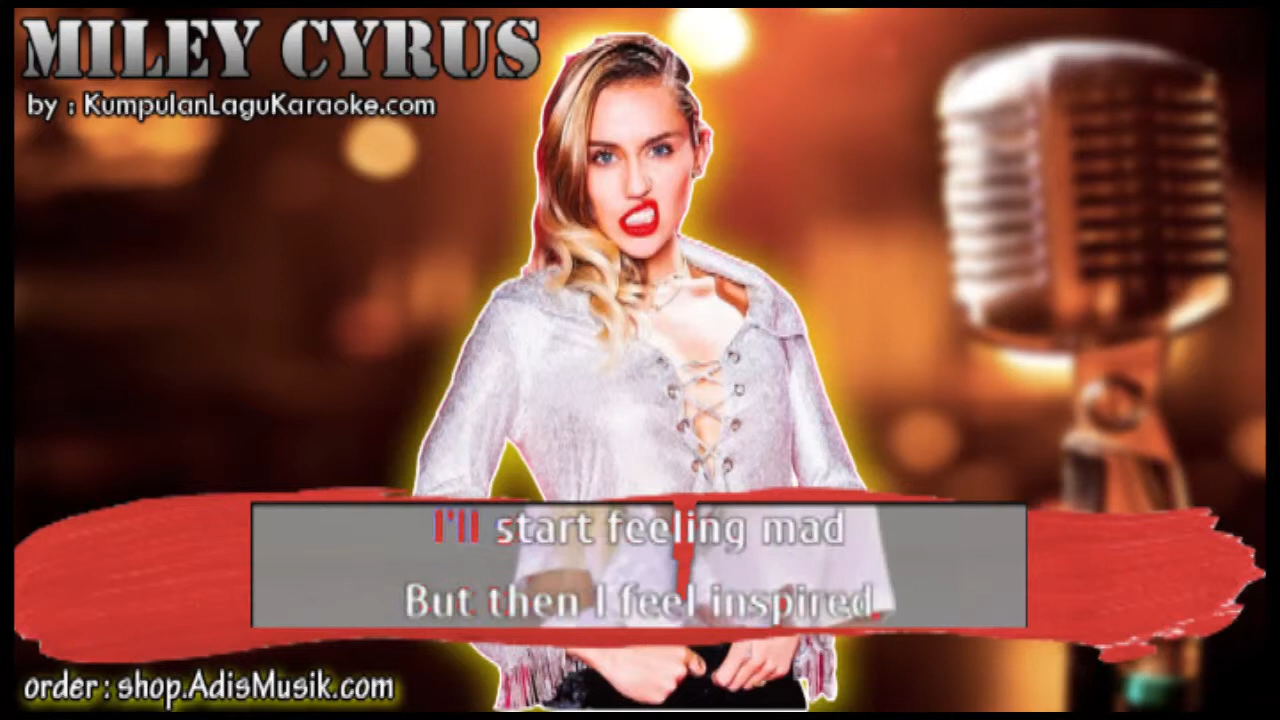 MILEY CYRUS
by : KumpulanLaguKaraoke.com
I'll start feeling mad
But then I feel inspired
order : shop.AdisMusik.com